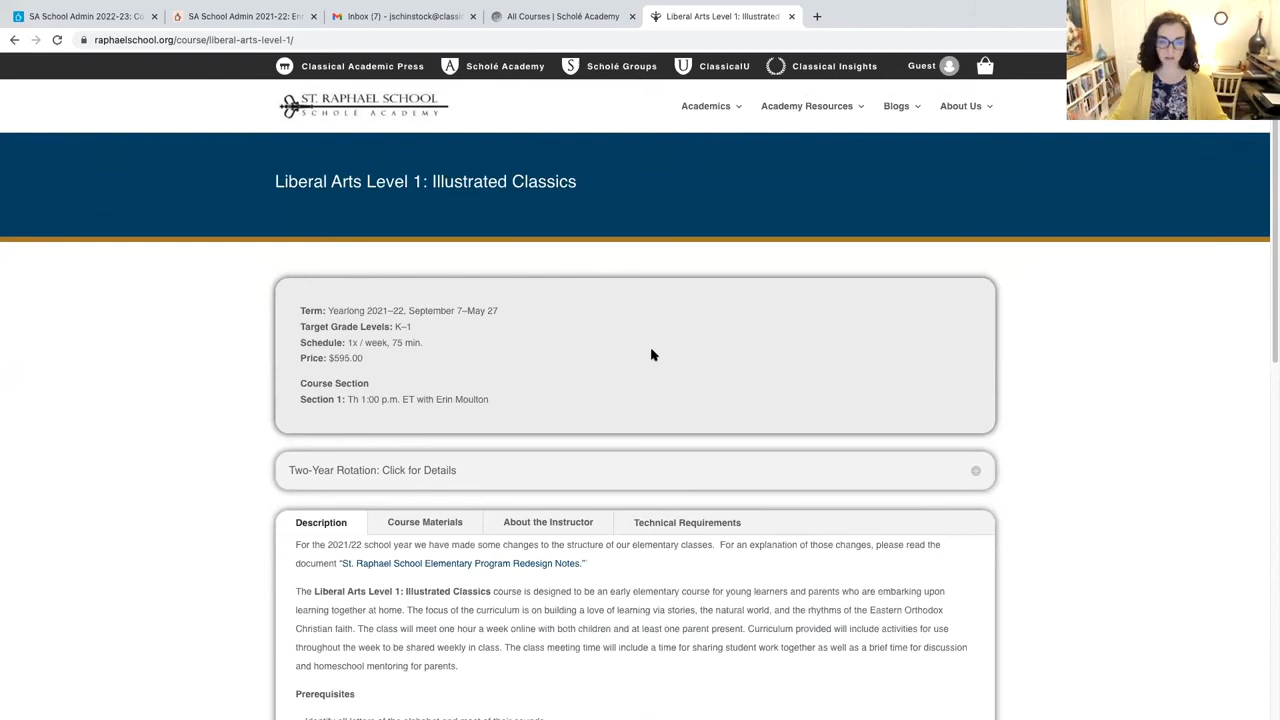 SA School Admin 2022-23: Co
SA School Admin 2021-22: En
Inbox (7) - jschinstock@classi
All Courses | Scholé Academy
Liberal Arts Level 1: Illustrated
raphaelschool.org/course/liberal-arts-level-1/
Classical Academic Press
A Scholé Academy
S Scholé Groups
U ClassicalU
Classical Insights
Guest
ST. RAPHAEL SCHOOL
SCHOLÉ ACADEMY
Academics
Academy Resources
Blogs
About Us
Liberal Arts Level 1: Illustrated Classics
Term: Yearlong 2021–22, September 7–May 27
Target Grade Levels: K–1
Schedule: 1x / week, 75 min.
Price: $595.00
Course Section
Section 1: Th 1:00 p.m. ET with Erin Moulton
Two-Year Rotation: Click for Details
Description
Course Materials
About the Instructor
Technical Requirements
For the 2021/22 school year we have made some changes to the structure of our elementary classes. For an explanation of those changes, please read the
document “St. Raphael School Elementary Program Redesign Notes.”
The Liberal Arts Level 1: Illustrated Classics course is designed to be an early elementary course for young learners and parents who are embarking upon
learning together at home. The focus of the curriculum is on building a love of learning via stories, the natural world, and the rhythms of the Eastern Orthodox
Christian faith. The class will meet one hour a week online with both children and at least one parent present. Curriculum provided will include activities for use
throughout the week to be shared weekly in class. The class meeting time will include a time for sharing student work together as well as a brief time for discussion
and homeschool mentoring for parents.
Prerequisites
Identify all letters of the alphabet and most of their sounds